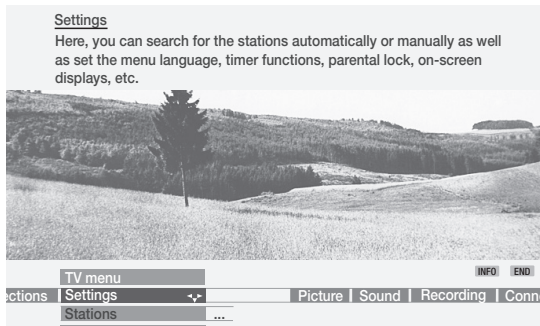 Settings
Here, you can search for the stations automatically or manually as well
as set the menu language, timer functions, parental lock, on-screen
displays, etc.
INFO END
TV menu
ections Settings Picture Sound Recording Conn
Stations ...